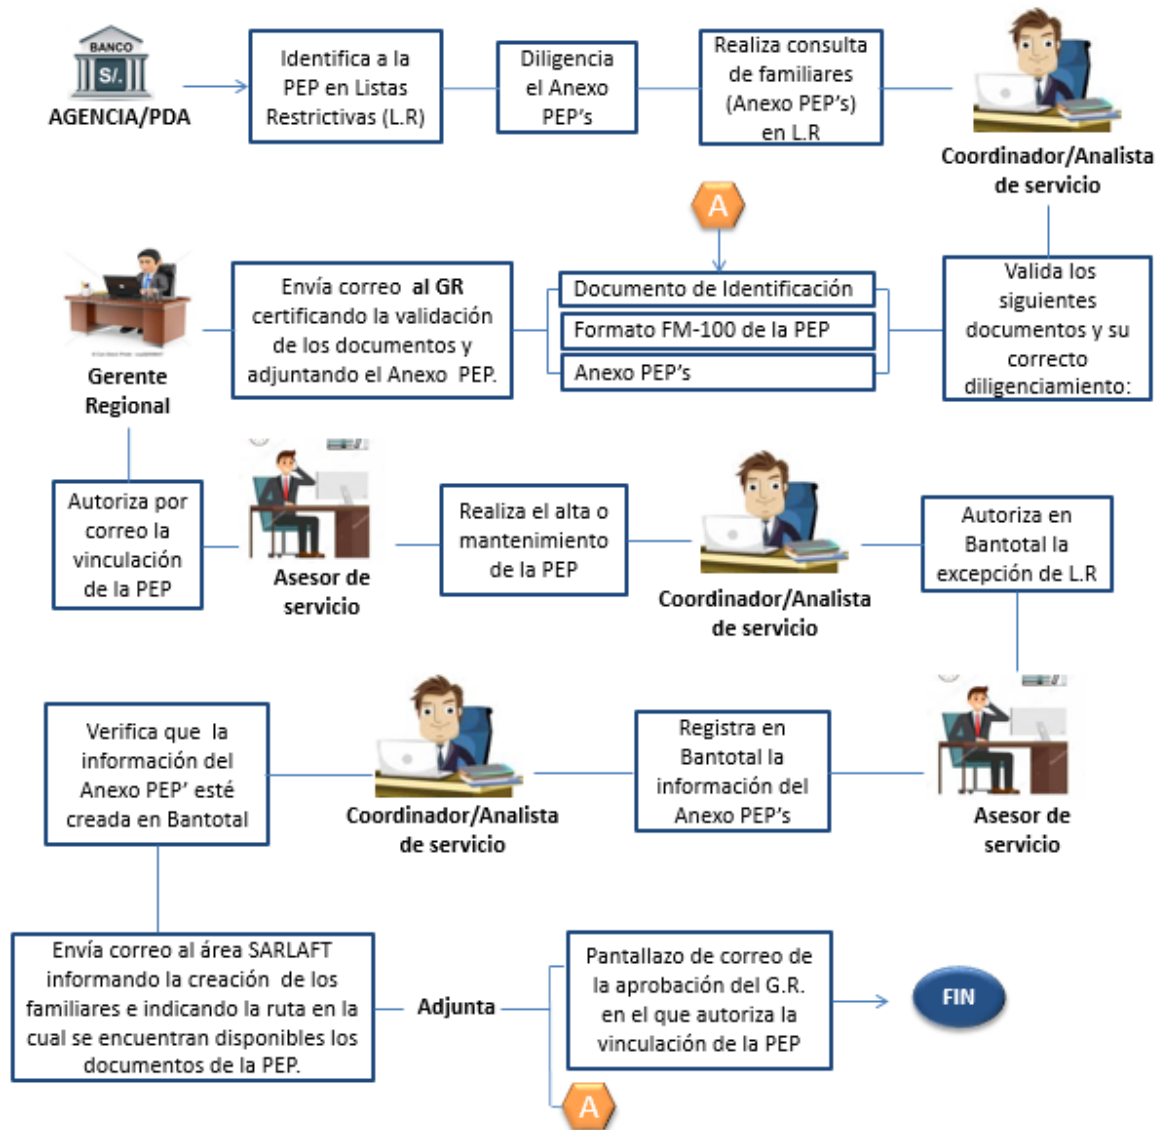 BANCO
S/.
AGENCIA/PDA
Identifica a la
PEP en Listas
Restrictivas (L.R)
Diligencia
el Anexo
PEP's
Realiza consulta
de familiares
(Anexo PEP's)
en L.R
Coordinador/Analista
de servicio
A
Gerente
Regional
Envía correo al GR
certificando la validación
de los documentos y
adjuntando el Anexo PEP.
Documento de Identificación
Formato FM-100 de la PEP
Anexo PEP's
Valida los
siguientes
documentos y su
correcto
diligenciamiento:
Autoriza por
correo la
vinculación
de la PEP
Asesor de
servicio
Realiza el alta o
mantenimiento
de la PEP
Coordinador/Analista
de servicio
Autoriza en
Bantotal la
excepción de L.R
Verifica que la
información del
Anexo PEP' esté
creada en Bantotal
Coordinador/Analista
de servicio
Registra en
Bantotal la
información del
Anexo PEP's
Asesor de
servicio
Envía correo al área SARLAFT
informando la creación de los
familiares e indicando la ruta en la
cual se encuentran disponibles los
documentos de la PEP.
Adjunta
Pantallazo de correo de
la aprobación del G.R.
en el que autoriza la
vinculación de la PEP
FIN
A